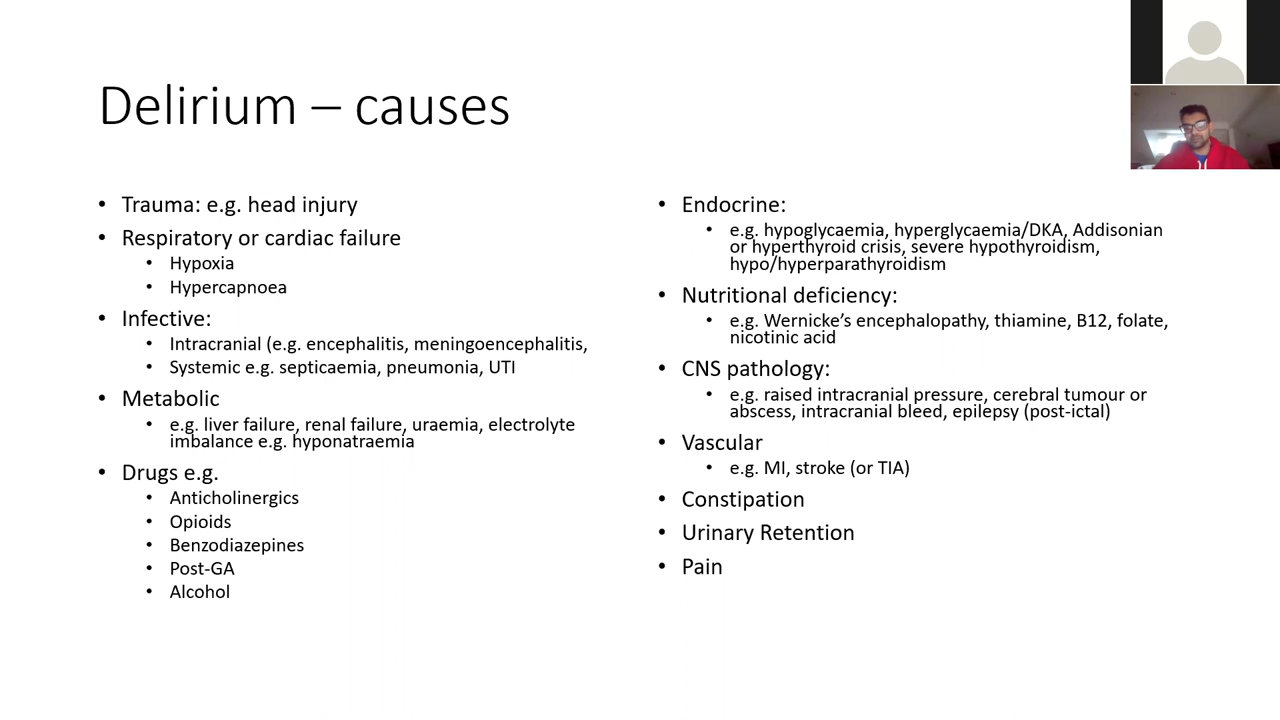 Delirium – causes
• Trauma: e.g. head injury
• Respiratory or cardiac failure
• Hypoxia
• Hypercapnoea
• Infective:
• Intracranial (e.g. encephalitis, meningoencephalitis,
• Systemic e.g. septicaemia, pneumonia, UTI
• Metabolic
• e.g. liver failure, renal failure, uraemia, electrolyte
imbalance e.g. hyponatraemia
• Drugs e.g.
• Anticholinergics
• Opioids
• Benzodiazepines
• Post-GA
• Alcohol
• Endocrine:
• e.g. hypoglycaemia, hyperglycaemia/DKA, Addisonian
or hyperthyroid crisis, severe hypothyroidism,
hypo/hyperparathyroidism
• Nutritional deficiency:
• e.g. Wernicke’s encephalopathy, thiamine, B12, folate,
nicotinic acid
• CNS pathology:
• e.g. raised intracranial pressure, cerebral tumour or
abscess, intracranial bleed, epilepsy (post-ictal)
• Vascular
• e.g. MI, stroke (or TIA)
• Constipation
• Urinary Retention
• Pain